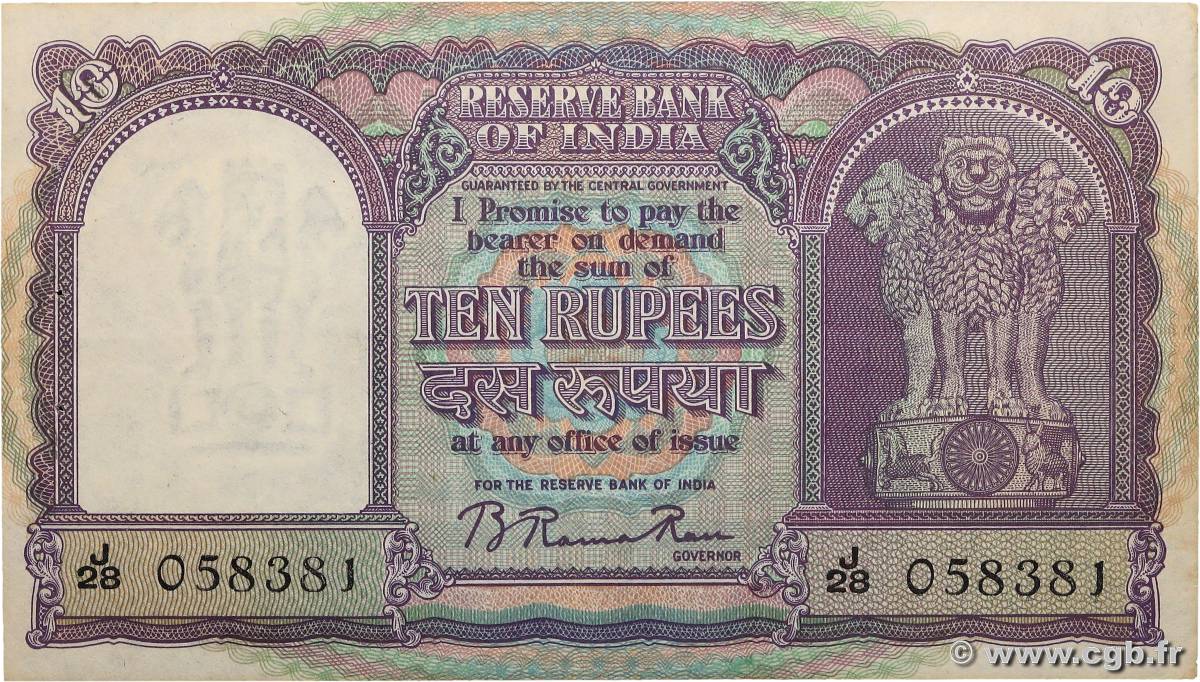 10
10
RESERVE BANK
OF INDIA
GUARANTEED BY THE CENTRAL GOVERNMENT
I Promise to pay the
bearer on demand
the sum of
TEN RUPEES
दस रूपया
at any office of issue
FOR THE RESERVE BANK OF INDIA
B Rama Rau
GOVERNOR
J/28 058381
J/28 058381
© www.cgb.fr